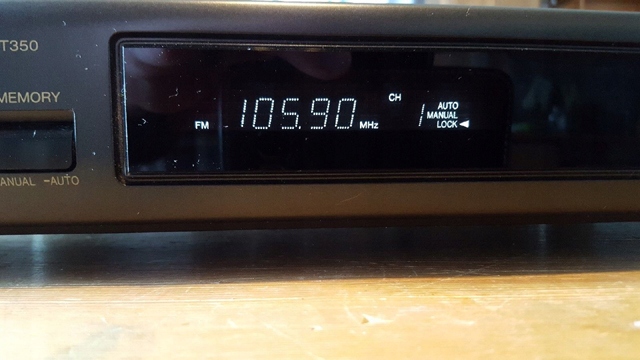 T350
MEMORY
ANUAL -AUTO
FM 105.90 MHz
CH 1
AUTO
MANUAL
LOCK ◄